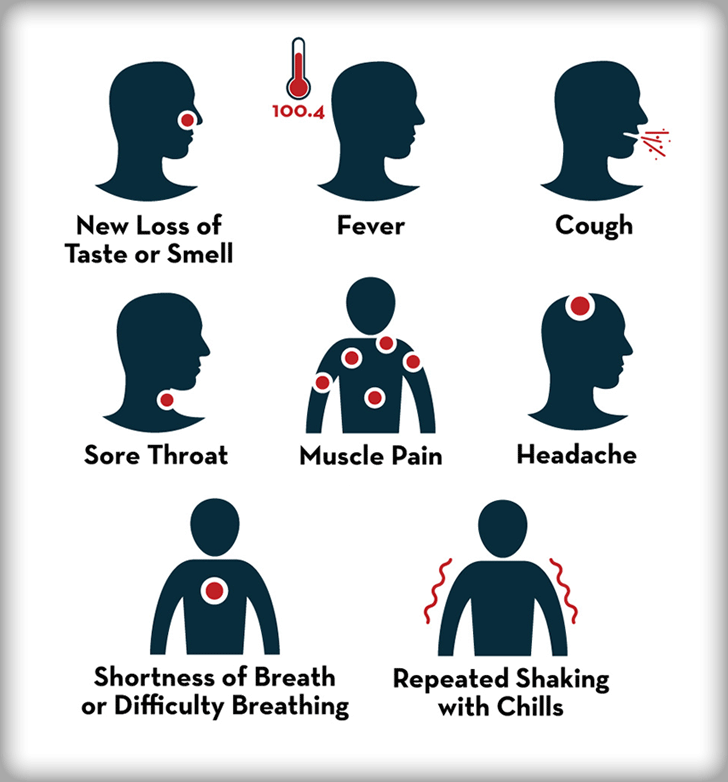 100.4
New Loss of
Taste or Smell
Fever
Cough
Sore Throat
Muscle Pain
Headache
Shortness of Breath
or Difficulty Breathing
Repeated Shaking
with Chills